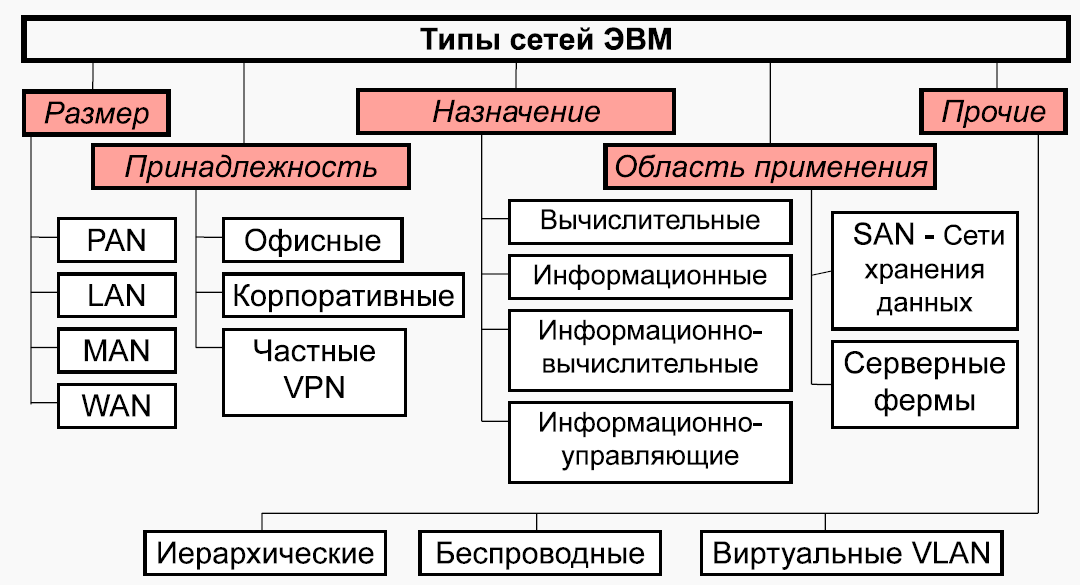 Типы сетей ЭВМ
Размер
PAN
LAN
MAN
WAN
Принадлежность
Офисные
Корпоративные
Частные
VPN
Назначение
Вычислительные
Информационные
Информационно-
вычислительные
Информационно-
управляющие
Область применения
SAN - Сети
хранения
данных
Серверные
фермы
Прочие
Иерархические
Беспроводные
Виртуальные VLAN